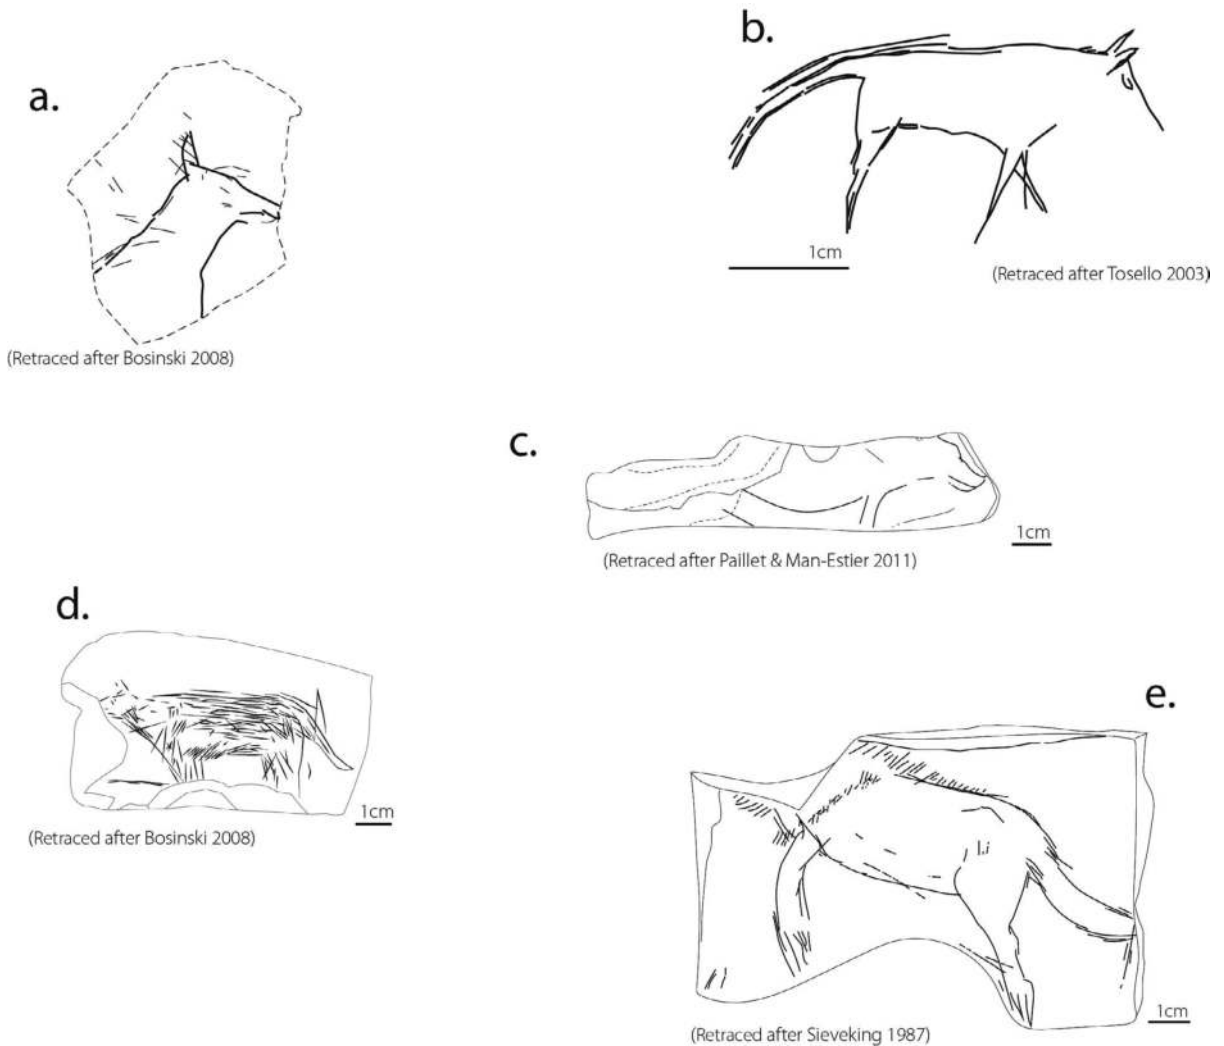 a.
b.
1cm
(Retraced after Tosello 2003)
(Retraced after Bosinski 2008)
c.
1cm
(Retraced after Paillet & Man-Estier 2011)
d.
1cm
(Retraced after Bosinski 2008)
e.
1cm
(Retraced after Sieveking 1987)